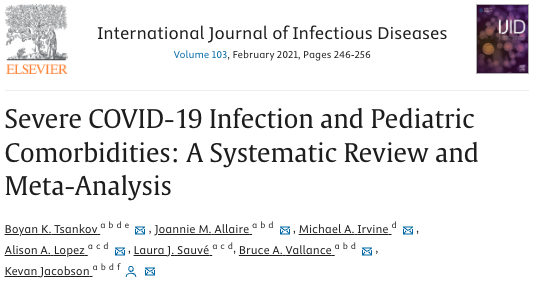 International Journal of Infectious Diseases
Volume 103, February 2021, Pages 246-256
ELSEVIER
IJID
Severe COVID-19 Infection and Pediatric
Comorbidities: A Systematic Review and
Meta-Analysis
Boyan K. Tsankov a b d e, Joannie M. Allaire a b d, Michael A. Irvine d,
Alison A. Lopez a c d, Laura J. Sauvé a c d, Bruce A. Vallance a b d,
Kevan Jacobson a b d f